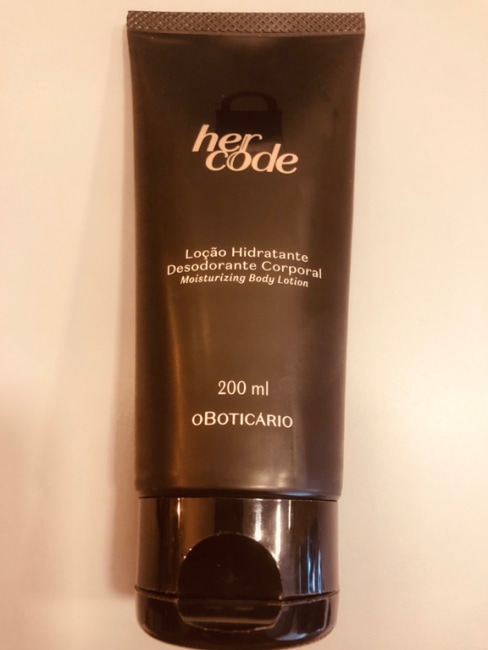 her
code
Loção Hidratante
Desodorante Corporal
Moisturizing Body Lotion
200 ml
oBOTICÁRIO